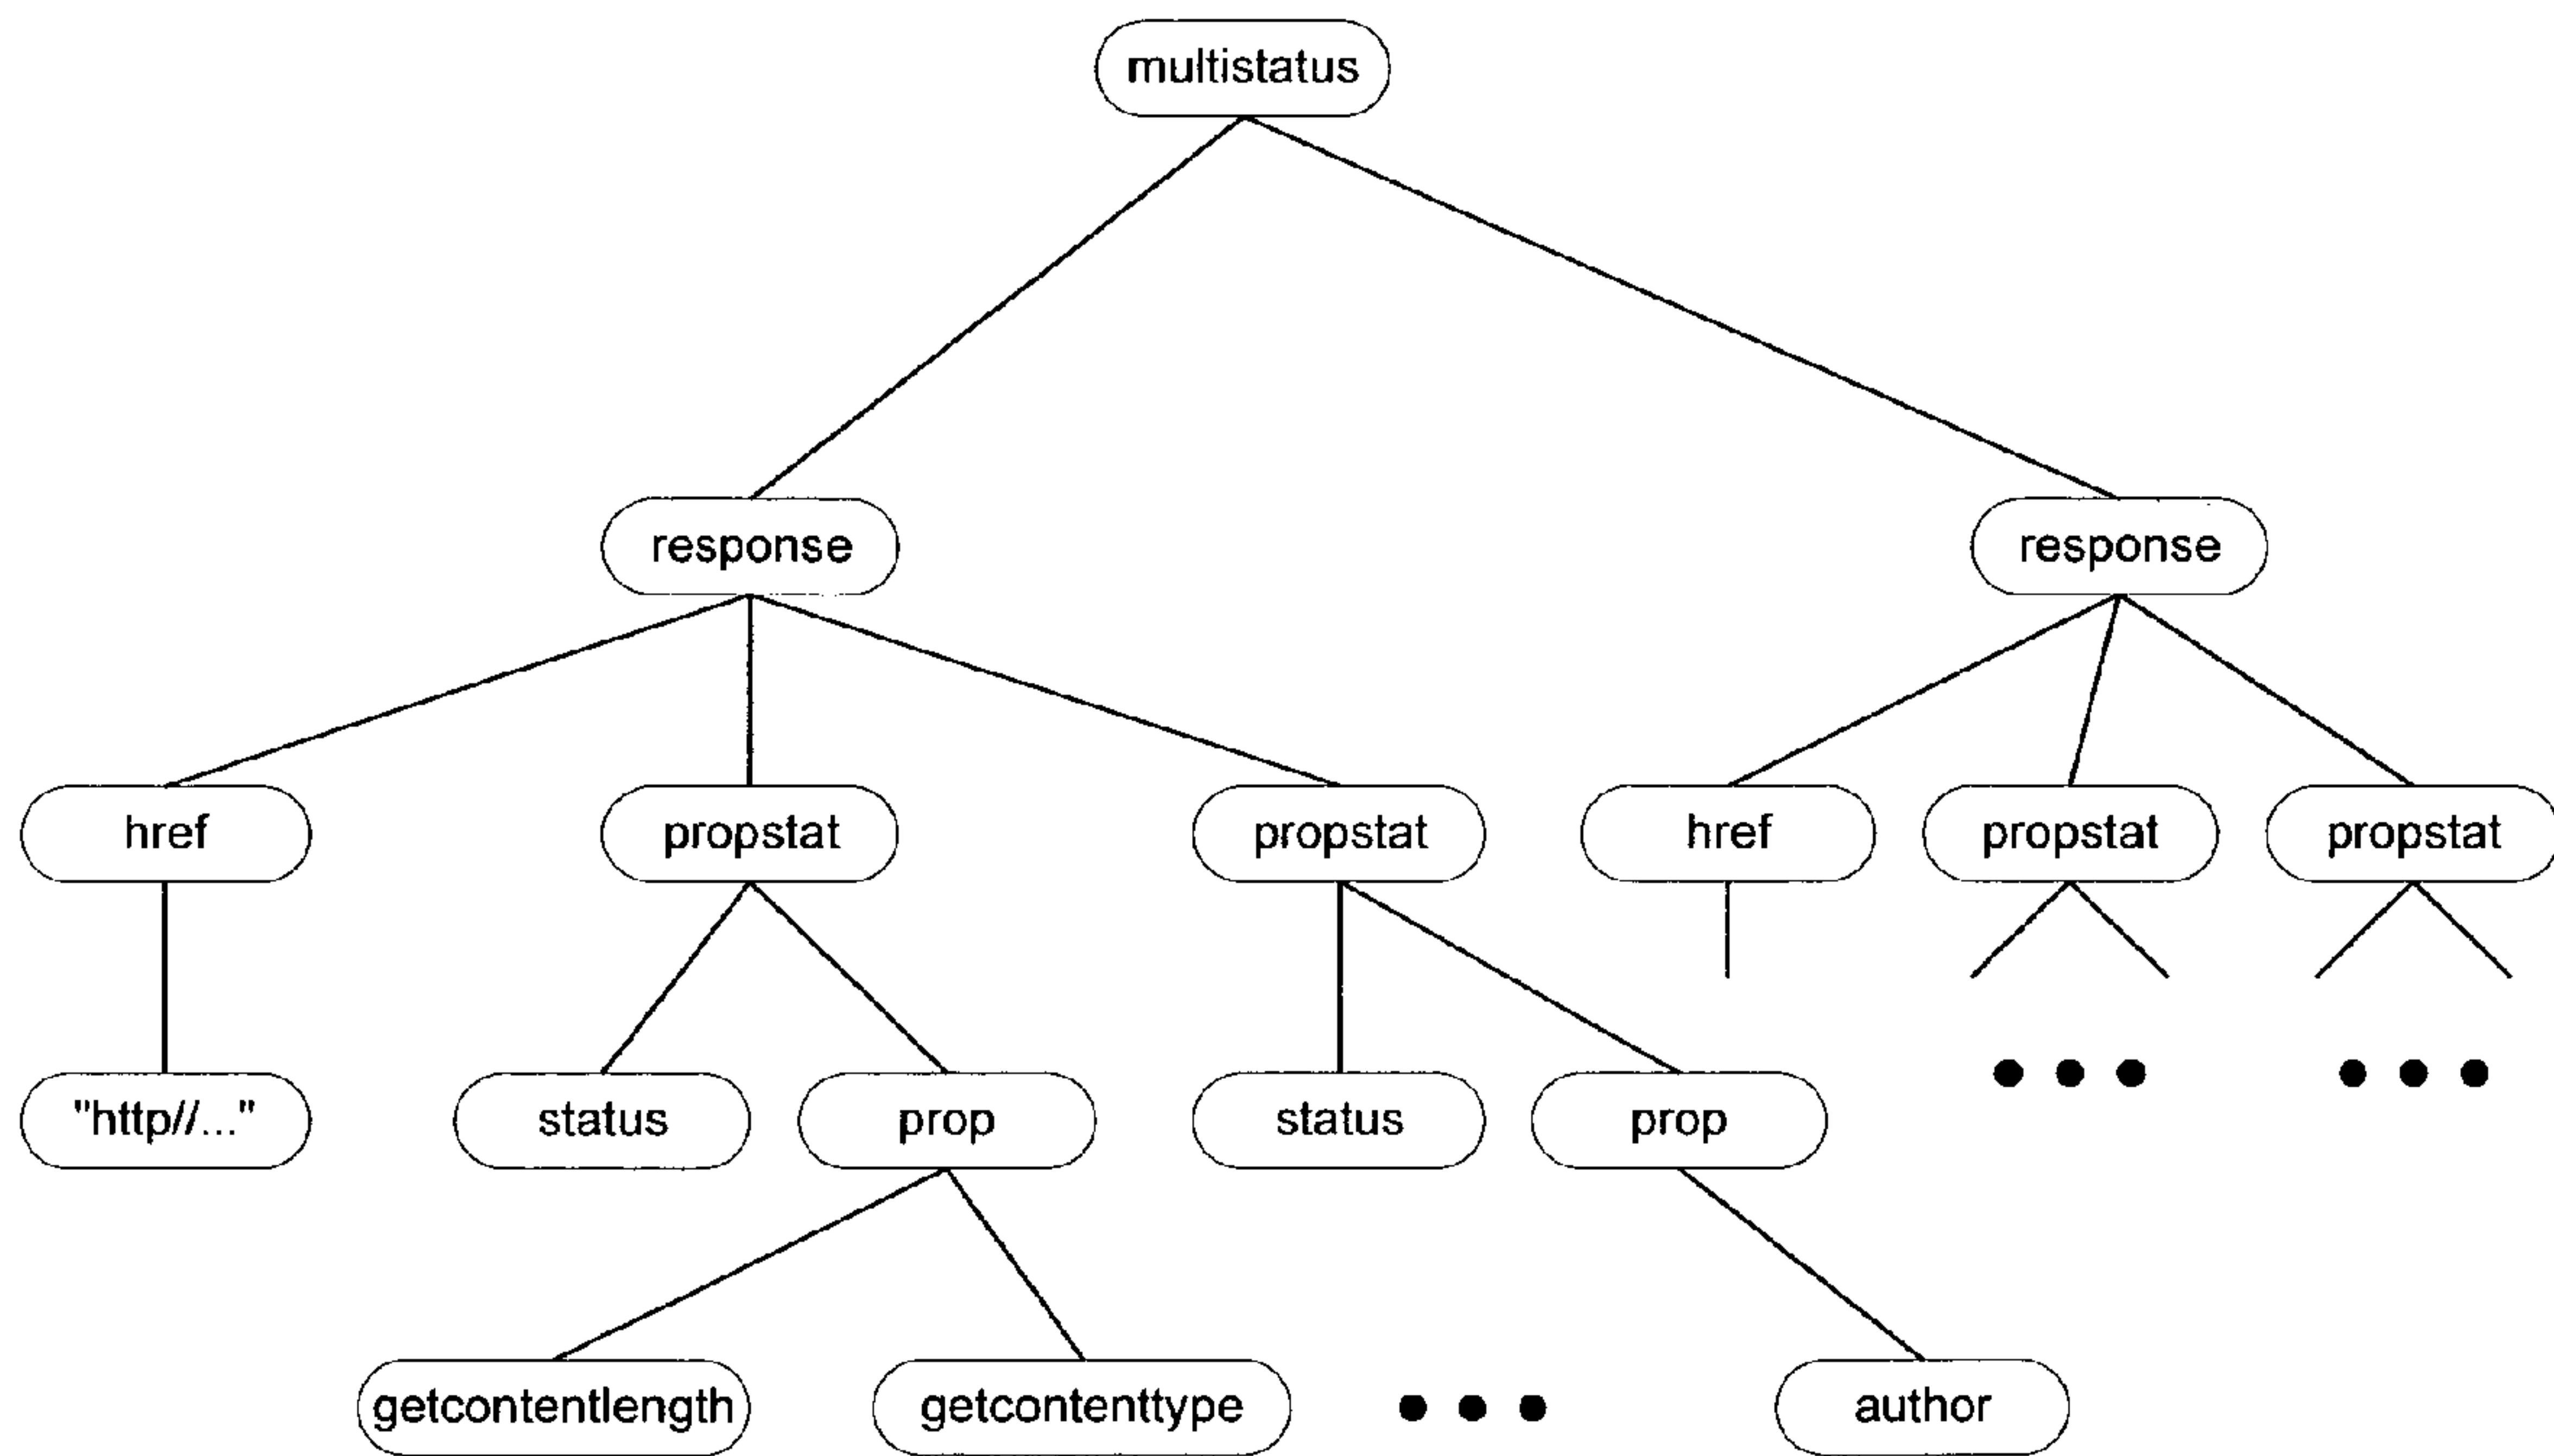 multistatus
response
response
href
propstat
propstat
href
propstat
propstat
"http//..."
status
prop
status
prop
getcontentlength
getcontenttype
author